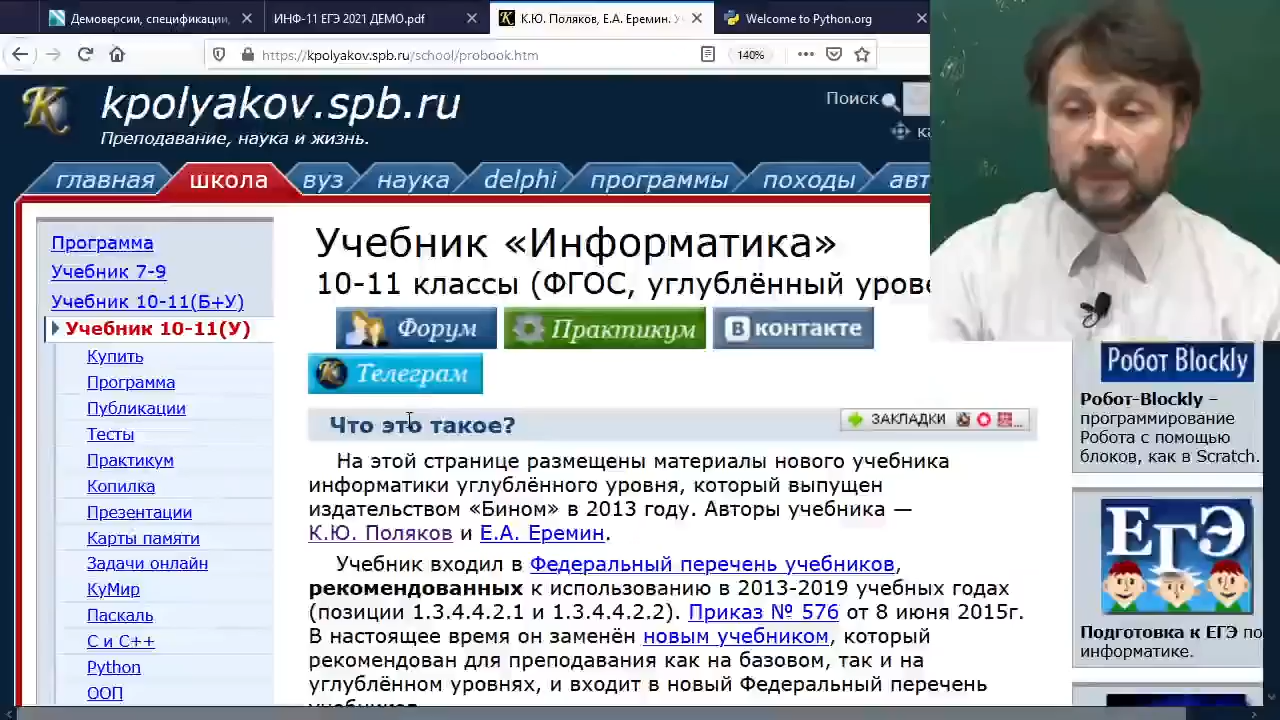 Демоверсии, спецификации,
ИНФ-11 ЕГЭ 2021 ДЕМО.pdf
К.Ю. Поляков, Е.А. Еремин. У
Welcome to Python.org
https://kpolyakov.spb.ru/school/probook.htm
140%
kpolyakov.spb.ru
Преподавание, наука и жизнь.
Поиск
ка
главная
школа
вуз
наука
delphi
программы
походы
авт
Программа
Учебник 7-9
Учебник 10-11(Б+У)
Учебник 10-11(У)
Купить
Программа
Публикации
Тесты
Практикум
Копилка
Презентации
Карты памяти
Задачи онлайн
КуМир
Паскаль
C и C++
Python
ООП
Учебник «Информатика»
10-11 классы (ФГОС, углублённый урове
Форум
Практикум
В контакте
Телеграм
Что это такое?
ЗАКЛАДКИ
На этой странице размещены материалы нового учебника
информатики углублённого уровня, который выпущен
издательством «Бином» в 2013 году. Авторы учебника —
К.Ю. Поляков и Е.А. Еремин.
Учебник входил в Федеральный перечень учебников,
рекомендованных к использованию в 2013-2019 учебных годах
(позиции 1.3.4.4.2.1 и 1.3.4.4.2.2). Приказ № 576 от 8 июня 2015г.
В настоящее время он заменён новым учебником, который
рекомендован для преподавания как на базовом, так и на
углублённом уровнях, и входит в новый Федеральный перечень
учебников.
Робот Blockly
Робот-Blockly –
программирование
Робота с помощью
блоков, как в Scratch.
ЕГЭ
Подготовка к ЕГЭ по
информатике.